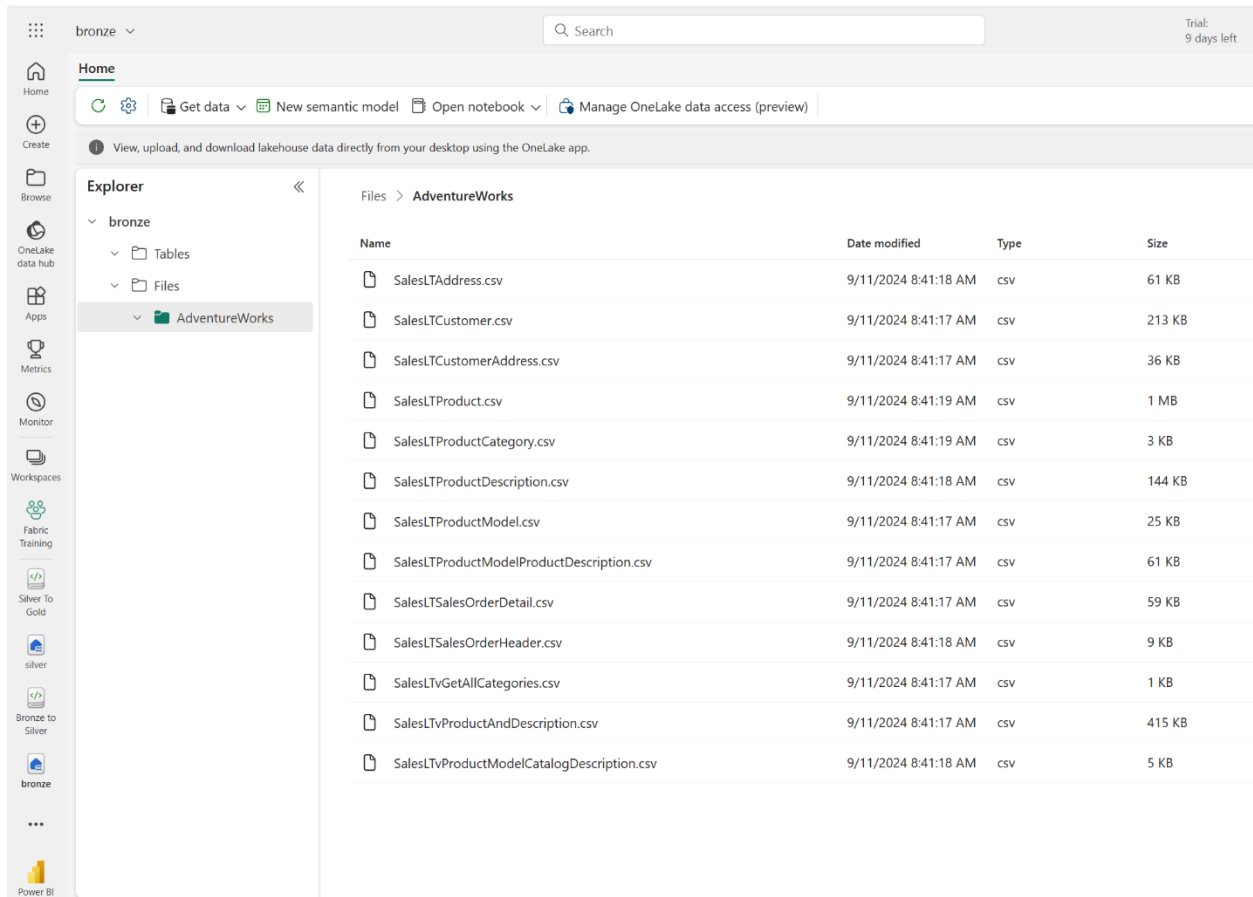 bronze
Search
Trial:
9 days left
Home
Home
Create
Browse
OneLake
data hub
Apps
Metrics
Monitor
Workspaces
Fabric
Training
Silver To
Gold
silver
Bronze to
Silver
bronze
Power BI
Get data New semantic model Open notebook Manage OneLake data access (preview)
View, upload, and download lakehouse data directly from your desktop using the OneLake app.
Explorer
bronze
Tables
Files
AdventureWorks
Files > AdventureWorks
Name Date modified Type Size
SalesLTAddress.csv 9/11/2024 8:41:18 AM csv 61 KB
SalesLTCustomer.csv 9/11/2024 8:41:17 AM csv 213 KB
SalesLTCustomerAddress.csv 9/11/2024 8:41:17 AM csv 36 KB
SalesLTProduct.csv 9/11/2024 8:41:19 AM csv 1 MB
SalesLTProductCategory.csv 9/11/2024 8:41:19 AM csv 3 KB
SalesLTProductDescription.csv 9/11/2024 8:41:18 AM csv 144 KB
SalesLTProductModel.csv 9/11/2024 8:41:17 AM csv 25 KB
SalesLTProductModelProductDescription.csv 9/11/2024 8:41:17 AM csv 61 KB
SalesLTSalesOrderDetail.csv 9/11/2024 8:41:17 AM csv 59 KB
SalesLTSalesOrderHeader.csv 9/11/2024 8:41:18 AM csv 9 KB
SalesLTvGetAllCategories.csv 9/11/2024 8:41:17 AM csv 1 KB
SalesLTvProductAndDescription.csv 9/11/2024 8:41:17 AM csv 415 KB
SalesLTvProductModelCatalogDescription.csv 9/11/2024 8:41:18 AM csv 5 KB